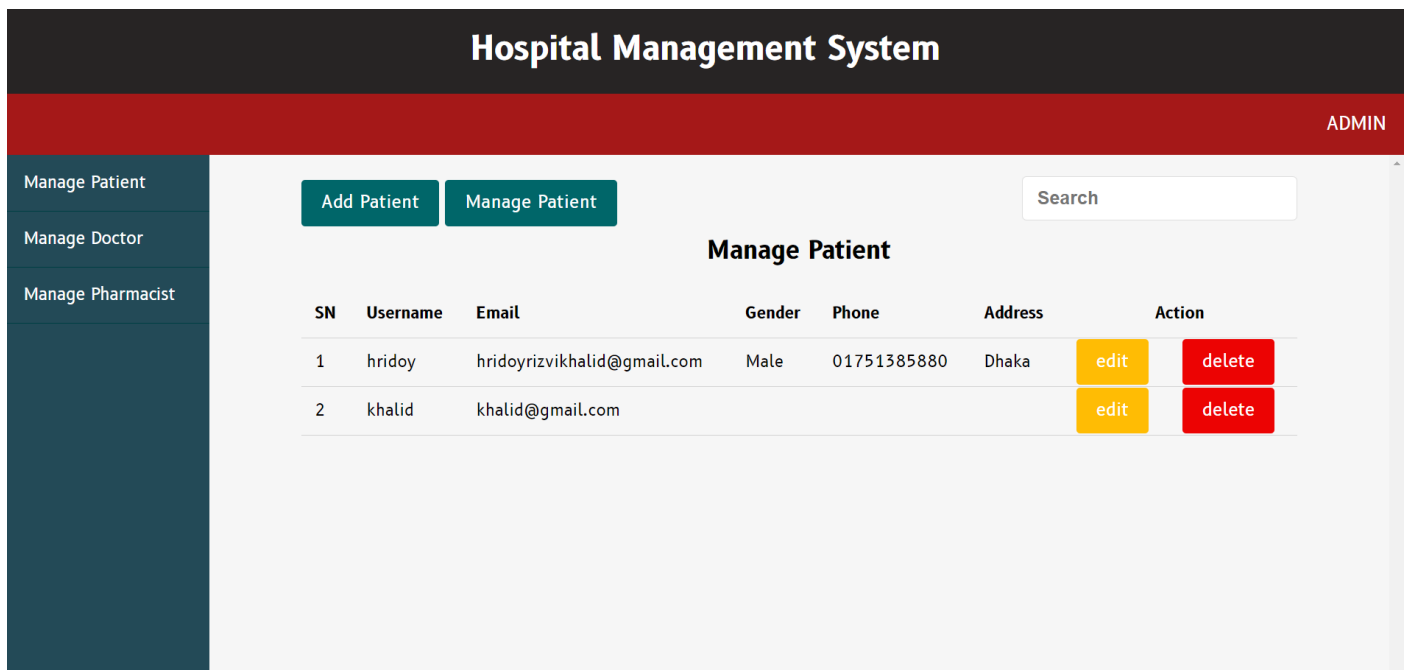 Hospital Management System
ADMIN
Manage Patient
Manage Doctor
Manage Pharmacist
Add Patient Manage Patient Search
Manage Patient
SN Username Email Gender Phone Address Action
1 hridoy hridoyrizvikhalid@gmail.com Male 01751385880 Dhaka edit delete
2 khalid khalid@gmail.com edit delete